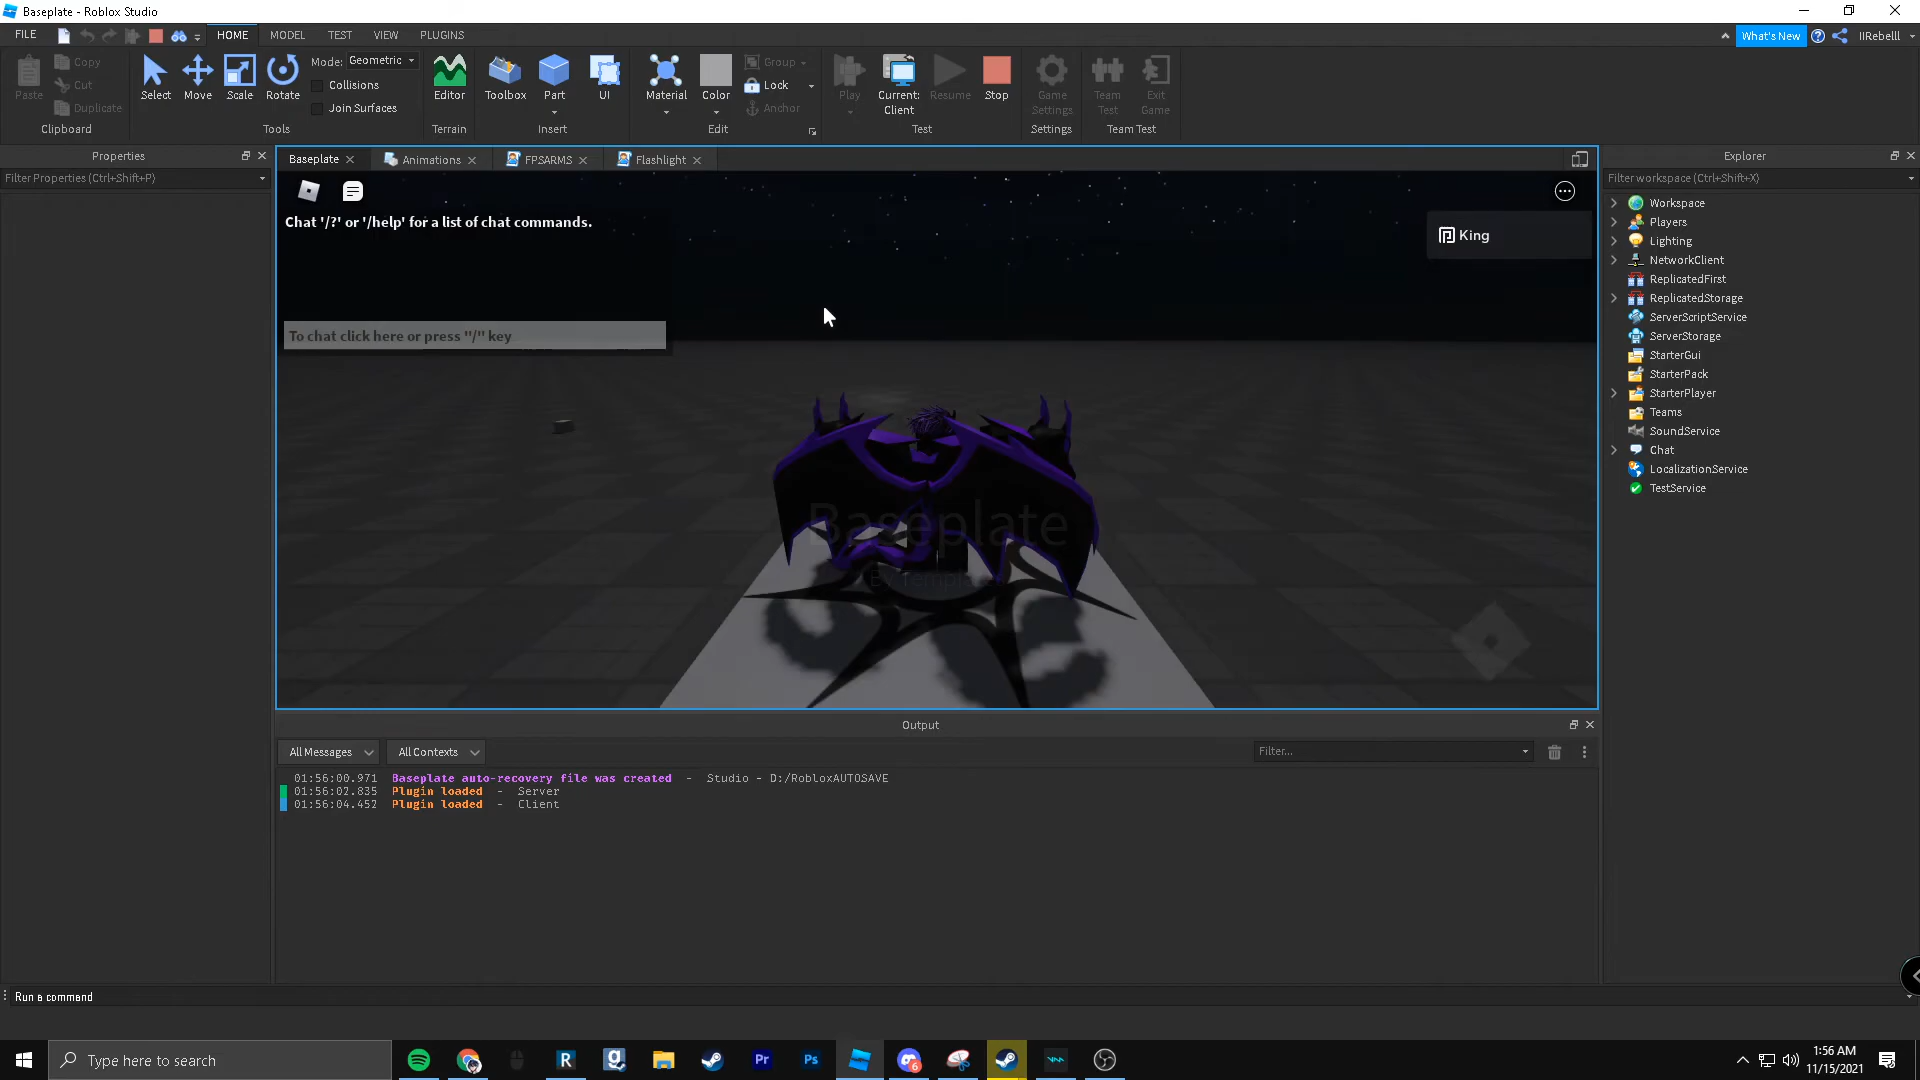 Baseplate - Roblox Studio
FILE HOME MODEL TEST VIEW PLUGINS What's New IIRebelll
Paste Copy Cut Duplicate Clipboard
Select Move Scale Rotate Mode: Geometric Collisions Join Surfaces Tools
Editor Terrain
Toolbox Part UI Insert
Material Color Group Lock Anchor Edit
Play Current: Client Resume Stop Test
Game Settings Settings
Team Test Exit Game Team Test
Properties
Filter Properties (Ctrl+Shift+P)
Baseplate Animations FPSARMS Flashlight
Chat '/?' or '/help' for a list of chat commands.
To chat click here or press "/" key
King
Baseplate
Explorer
Filter workspace (Ctrl+Shift+X)
Workspace
Players
Lighting
NetworkClient
ReplicatedFirst
ReplicatedStorage
ServerScriptService
ServerStorage
StarterGui
StarterPack
StarterPlayer
Teams
SoundService
Chat
LocalizationService
TestService
Output
All Messages All Contexts Filter...
01:56:00.971 Baseplate auto-recovery file was created - Studio - D:/RobloxAUTOSAVE
01:56:02.835 Plugin loaded - Server
01:56:04.452 Plugin loaded - Client
Run a command
Type here to search
Pr Ps 6
1:56 AM
11/15/2021